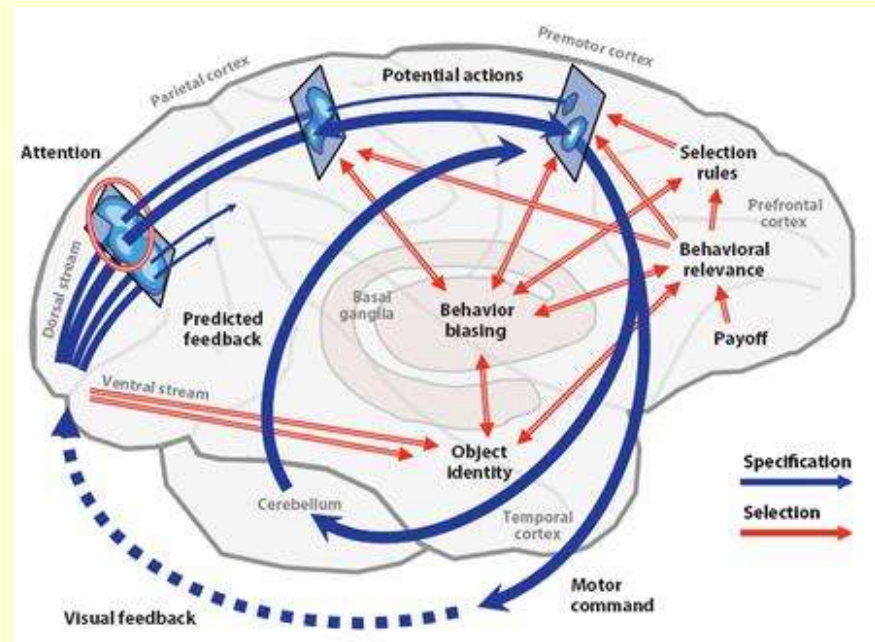 Premotor cortex
Parietal cortex
Potential actions
Attention
Selection
rules
Prefrontal
cortex
Behavioral
relevance
Dorsal stream
Basal
ganglia
Behavior
biasing
Predicted
feedback
Payoff
Ventral stream
Object
identity
Specification
Cerebellum
Temporal
cortex
Selection
Motor
command
Visual feedback